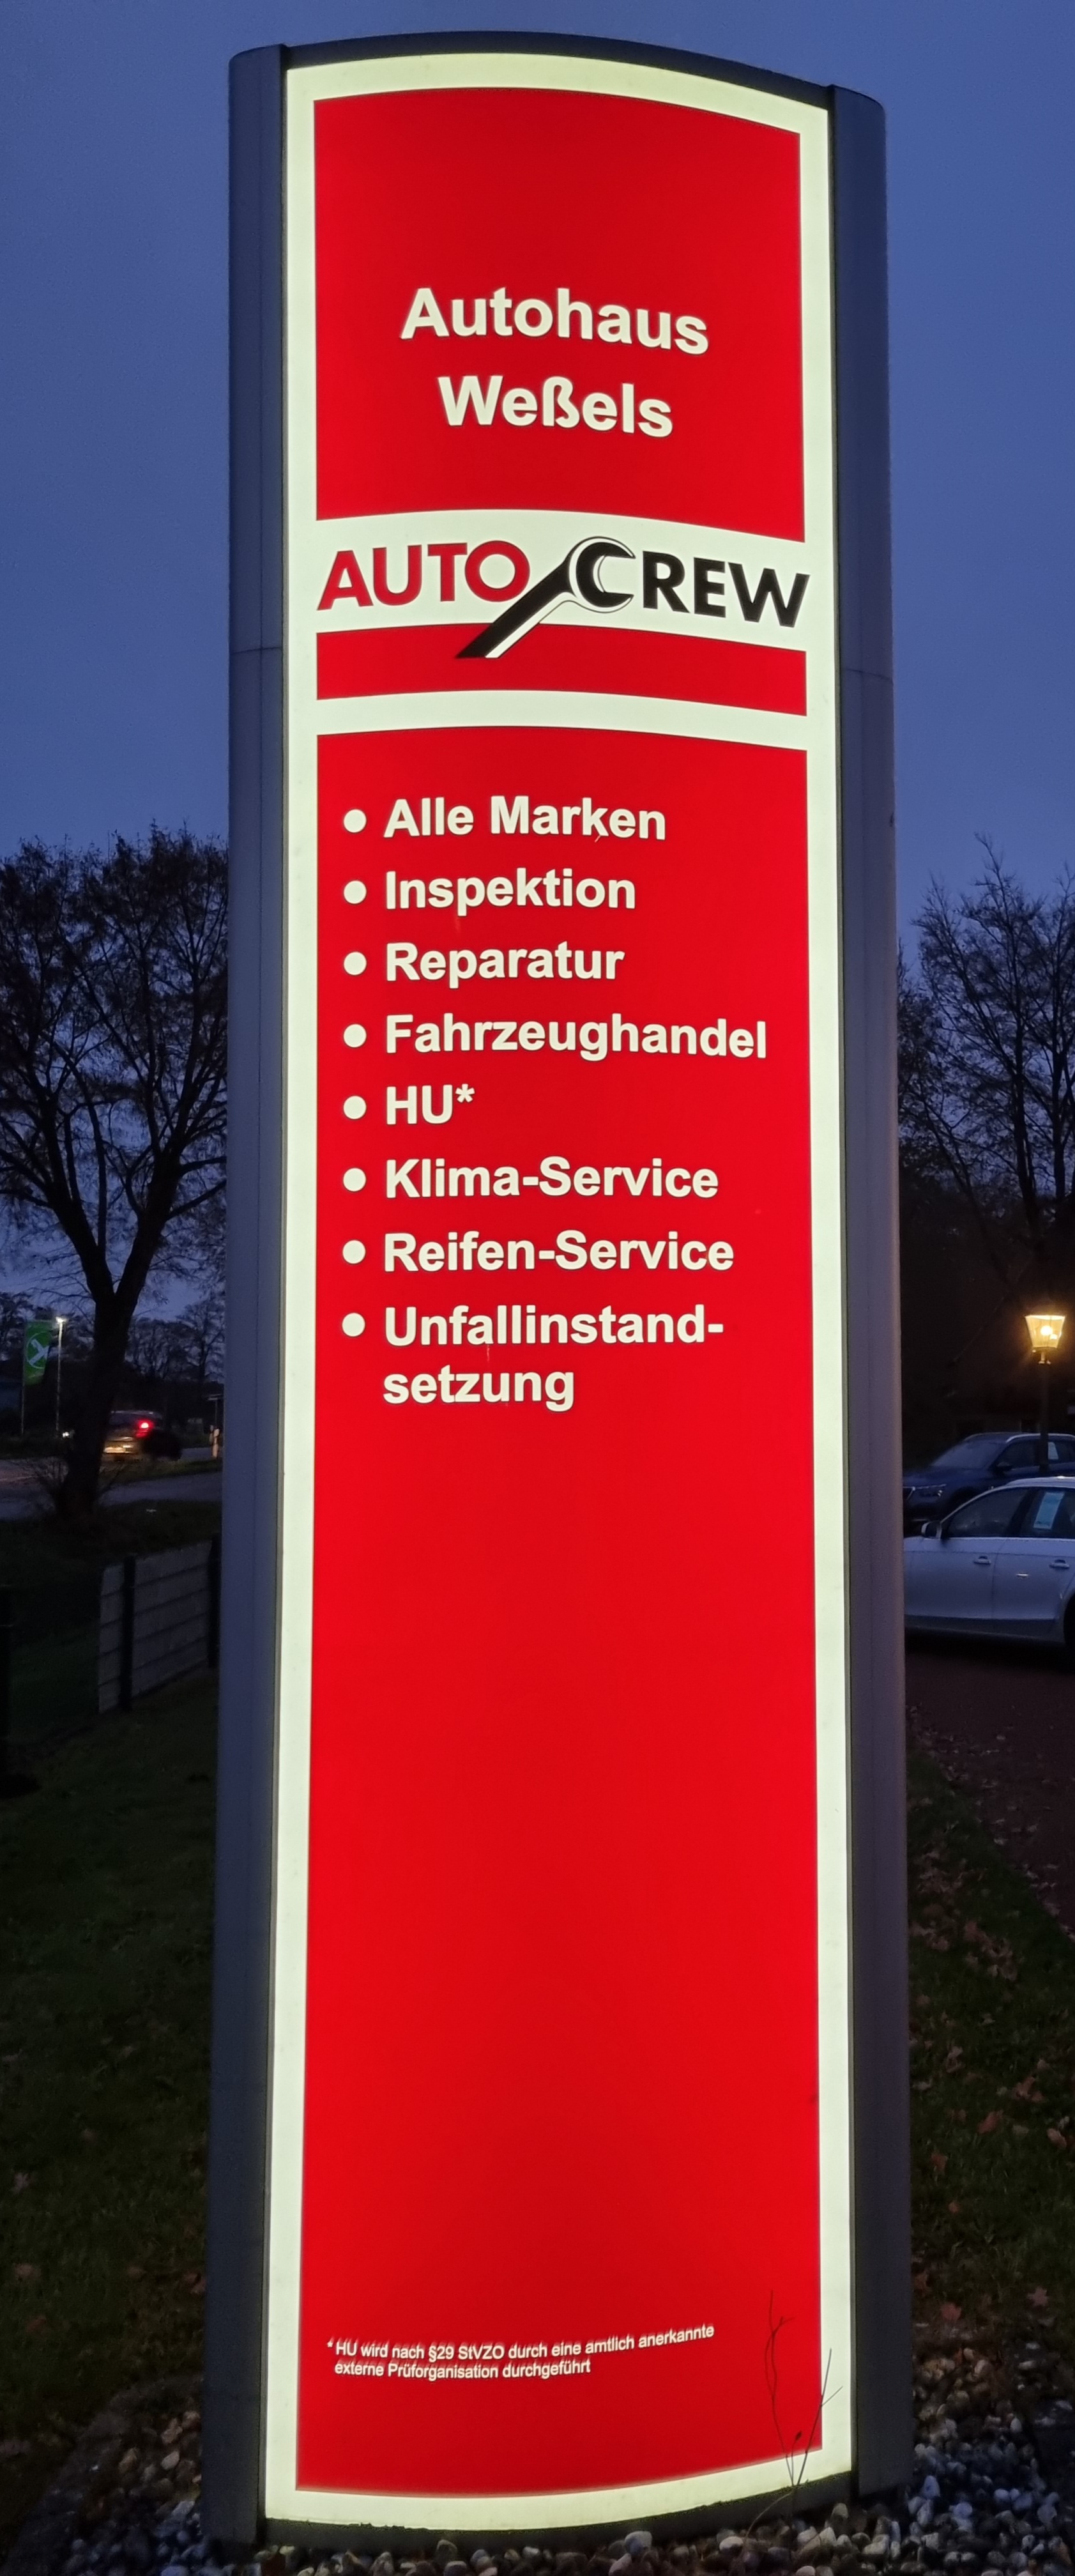 Autohaus
Weßels
AUTO CREW
• Alle Marken
• Inspektion
• Reparatur
• Fahrzeughandel
• HU*
• Klima-Service
• Reifen-Service
• Unfallinstand-
setzung
* HU wird nach §29 StVZO durch eine amtlich anerkannte
externe Prüforganisation durchgeführt